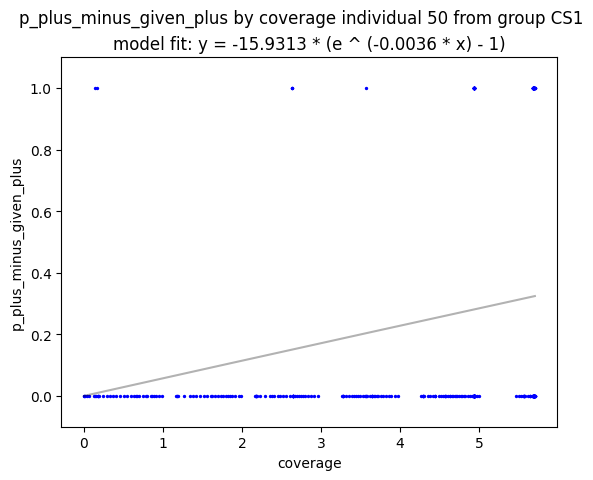 p_plus_minus_given_plus by coverage individual 50 from group CS1
model fit: y = -15.9313 * (e ^ (-0.0036 * x) - 1)
1.0
0.8
0.6
0.4
0.2
0.0
p_plus_minus_given_plus
0 1 2 3 4 5
coverage